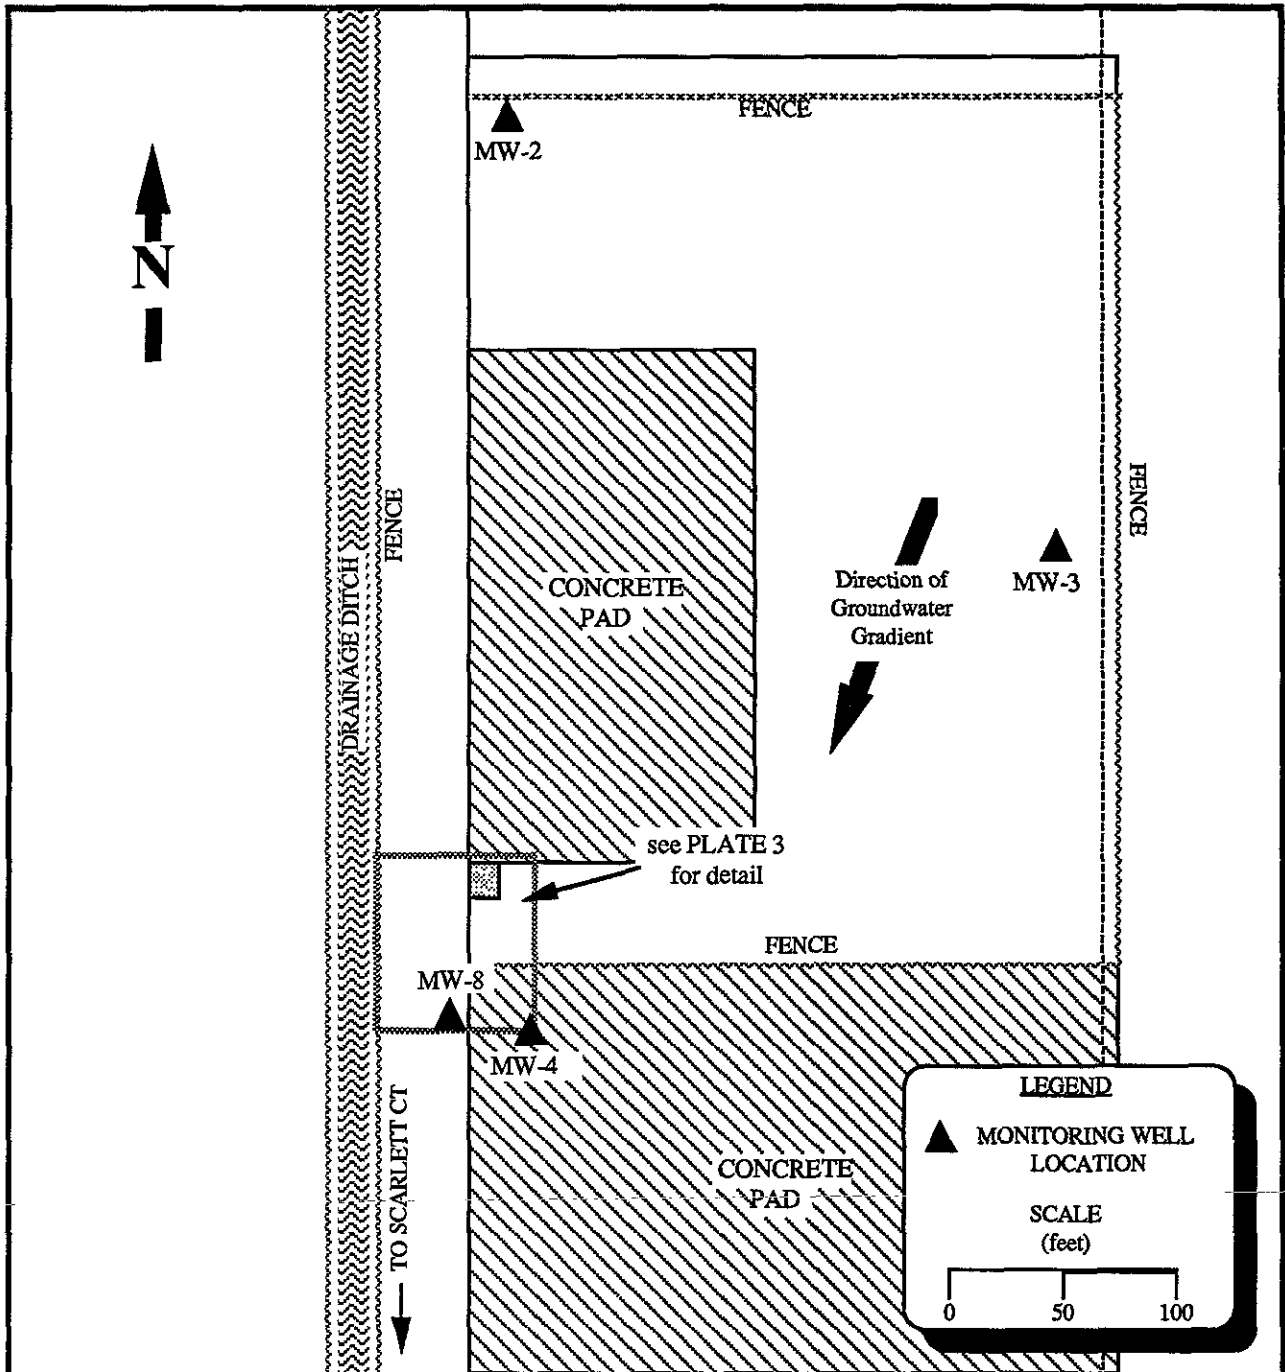 FENCE
MW-2
N
FENCE
FENCE
DRAINAGE DITCH
CONCRETE
PAD
Direction of
Groundwater
Gradient
MW-3
see PLATE 3
for detail
FENCE
MW-8
MW-4
TO SCARLETT CT
CONCRETE
PAD
LEGEND
MONITORING WELL
LOCATION
SCALE
(feet)
0 50 100